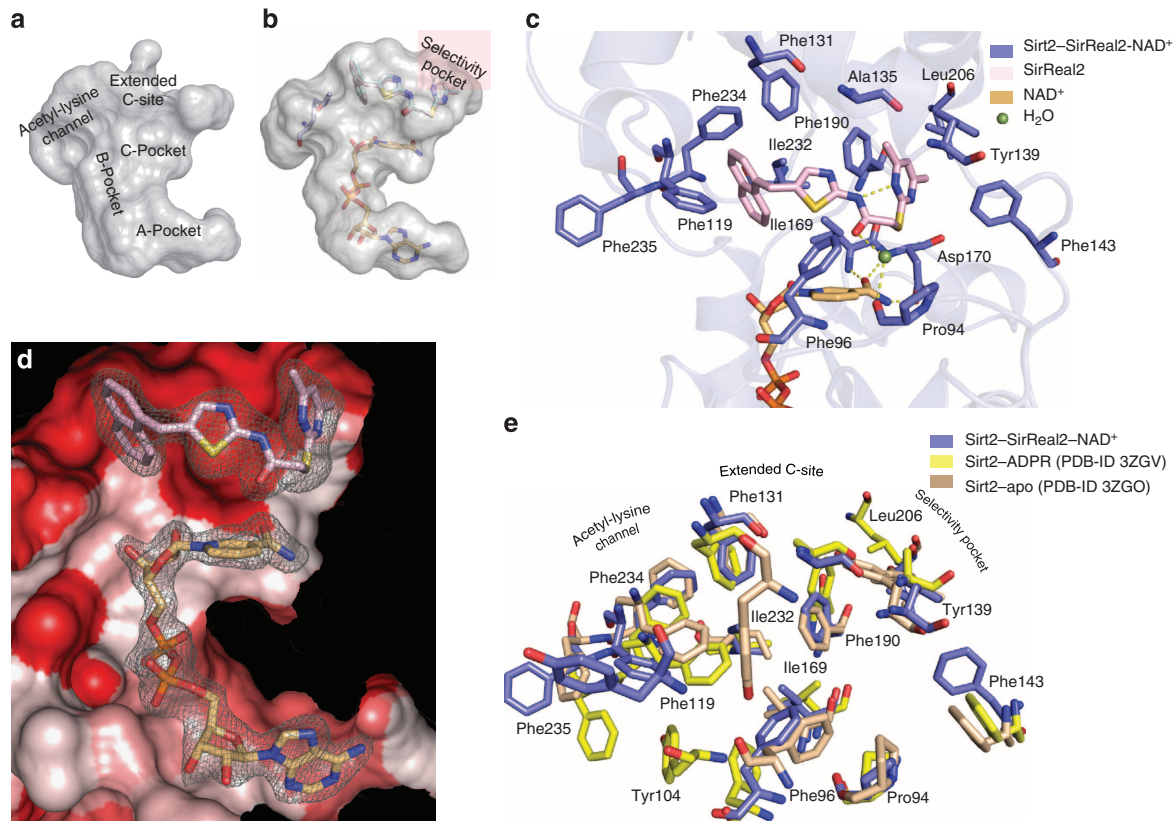 a
Extended
C-site
Acetyl-lysine
channel
C-Pocket
B-Pocket
A-Pocket
b
Selectivity
pocket
c
Phe131
Sirt2–SirReal2-NAD⁺
SirReal2
NAD⁺
H₂O
Ala135
Leu206
Phe234
Phe190
Ile232
Tyr139
Phe119
Ile169
Phe235
Asp170
Phe143
Pro94
Phe96
d
e
Sirt2–SirReal2–NAD⁺
Sirt2–ADPR (PDB-ID 3ZGV)
Sirt2–apo (PDB-ID 3ZGO)
Extended C-site
Phe131
Acetyl-lysine
channel
Leu206
Selectivity
pocket
Phe234
Ile232
Tyr139
Phe190
Ile169
Phe143
Phe119
Phe235
Tyr104
Phe96
Pro94